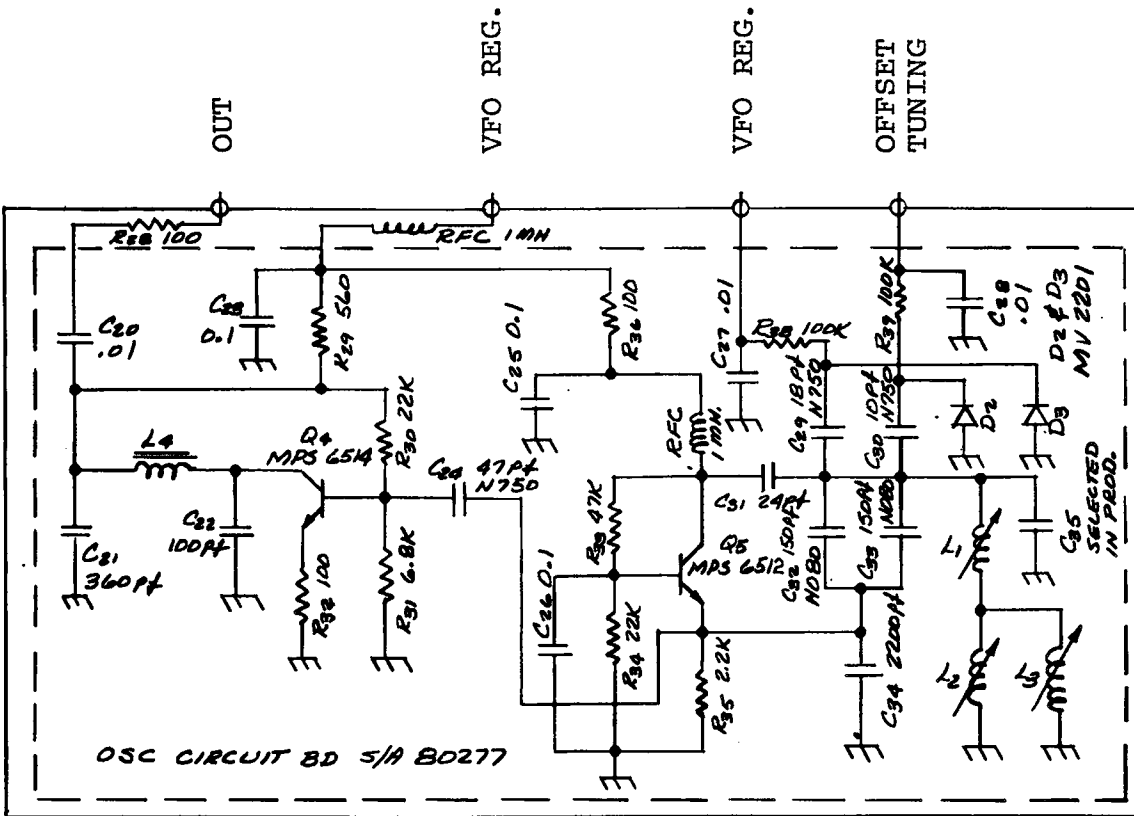 OUT
VFO REG.
VFO REG.
OFFSET
TUNING
R28 100
RFC 1MH
C20
.01
C23
0.1
R29 560
R36 100
C27 .01
R38 100K
R39 100K
C28
.01
D2 & D3
MV 2201
C25 0.1
L4
Q4
MPS 6514
R30 22K
C24
47Pf
N750
RFC
1 MH.
C29 18Pf
N750
C30 10Pf
N750
D2
D3
C21
360pf
C22
100Pf
R32 100
R31 6.8K
C26 0.1
R33 47K
R34 22K
Q5
MPS 6512
C31 24pf
C32 150Pf
N080
C33 150Pf
N080
L1
C35
SELECTED
IN PROD.
R35 2.2K
C34 2200Pf
L2
L3
OSC CIRCUIT BD S/A 80277